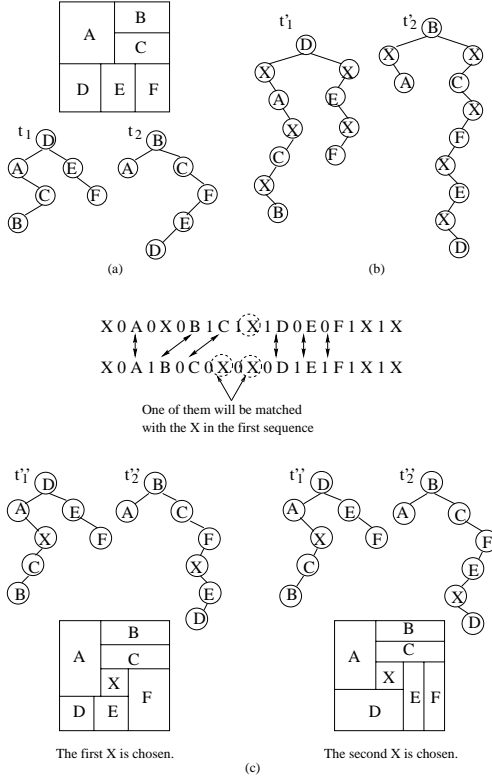 A
B
C
D E F
t1
D
A E
C F
B
t2
B
A C
F
E
D
(a)
t'1
D
X X
A E
X X
C F
X
B
t'2
B
X X
A C
X
F
X
E
X
D
(b)
X 0 A 0 X 0 B 1 C 1 X 1 D 0 E 0 F 1 X 1 X
X 0 A 1 B 0 C 0 X 0 X 0 D 1 E 1 F 1 X 1 X
One of them will be matched
with the X in the first sequence
t''1
D
A E
X F
C
B
t''2
B
A C
F
X
E
D
t''1
D
A E
X F
C
B
t''2
B
A C
F
E
X
D
A
B
C
X
D E F
The first X is chosen.
A
B
C
X
D E F
The second X is chosen.
(c)